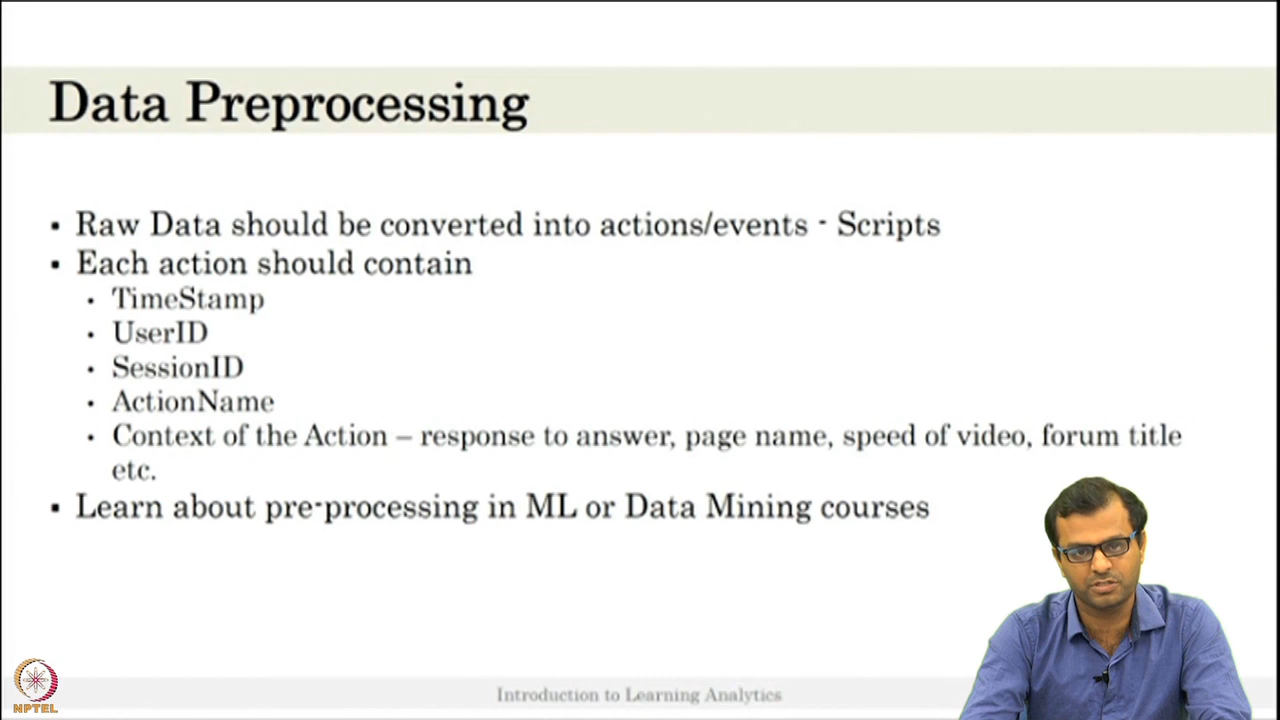 Data Preprocessing
▪ Raw Data should be converted into actions/events - Scripts
▪ Each action should contain
• TimeStamp
• UserID
• SessionID
• ActionName
• Context of the Action – response to answer, page name, speed of video, forum title
etc.
▪ Learn about pre-processing in ML or Data Mining courses
NPTEL
Introduction to Learning Analytics